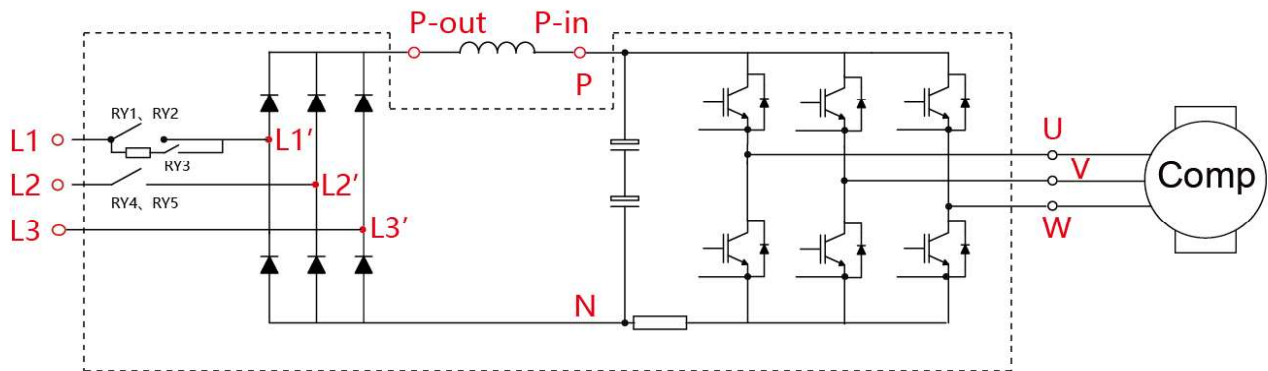 P-out
P-in
P
RY1、RY2
L1
L1′
RY3
L2
L2′
RY4、RY5
L3
L3′
N
U
V
W
Comp